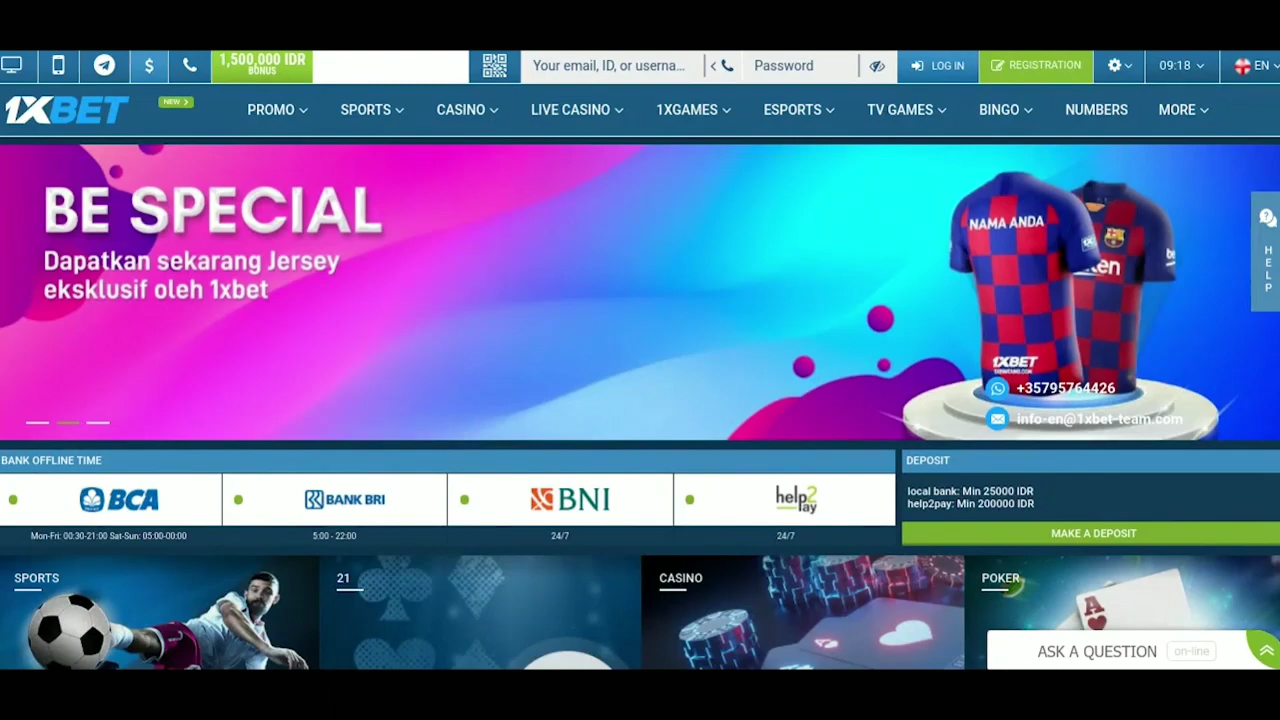 1,500,000 IDR
BONUS
Your email, ID, or userna...
Password
LOG IN
REGISTRATION
09:18
EN
1XBET
NEW
PROMO
SPORTS
CASINO
LIVE CASINO
1XGAMES
ESPORTS
TV GAMES
BINGO
NUMBERS
MORE
BE SPECIAL
Dapatkan sekarang Jersey
eksklusif oleh 1xbet
NAMA ANDA
1XBET
+35795764426
info-en@1xbet-team.com
HELP
BANK OFFLINE TIME
DEPOSIT
BCA
BANK BRI
BNI
help2
pay
local bank: Min 25000 IDR
help2pay: Min 200000 IDR
Mon-Fri: 00:30-21:00 Sat-Sun: 05:00-00:00
5:00 - 22:00
24/7
24/7
MAKE A DEPOSIT
SPORTS
21
CASINO
POKER
A
ASK A QUESTION
on-line